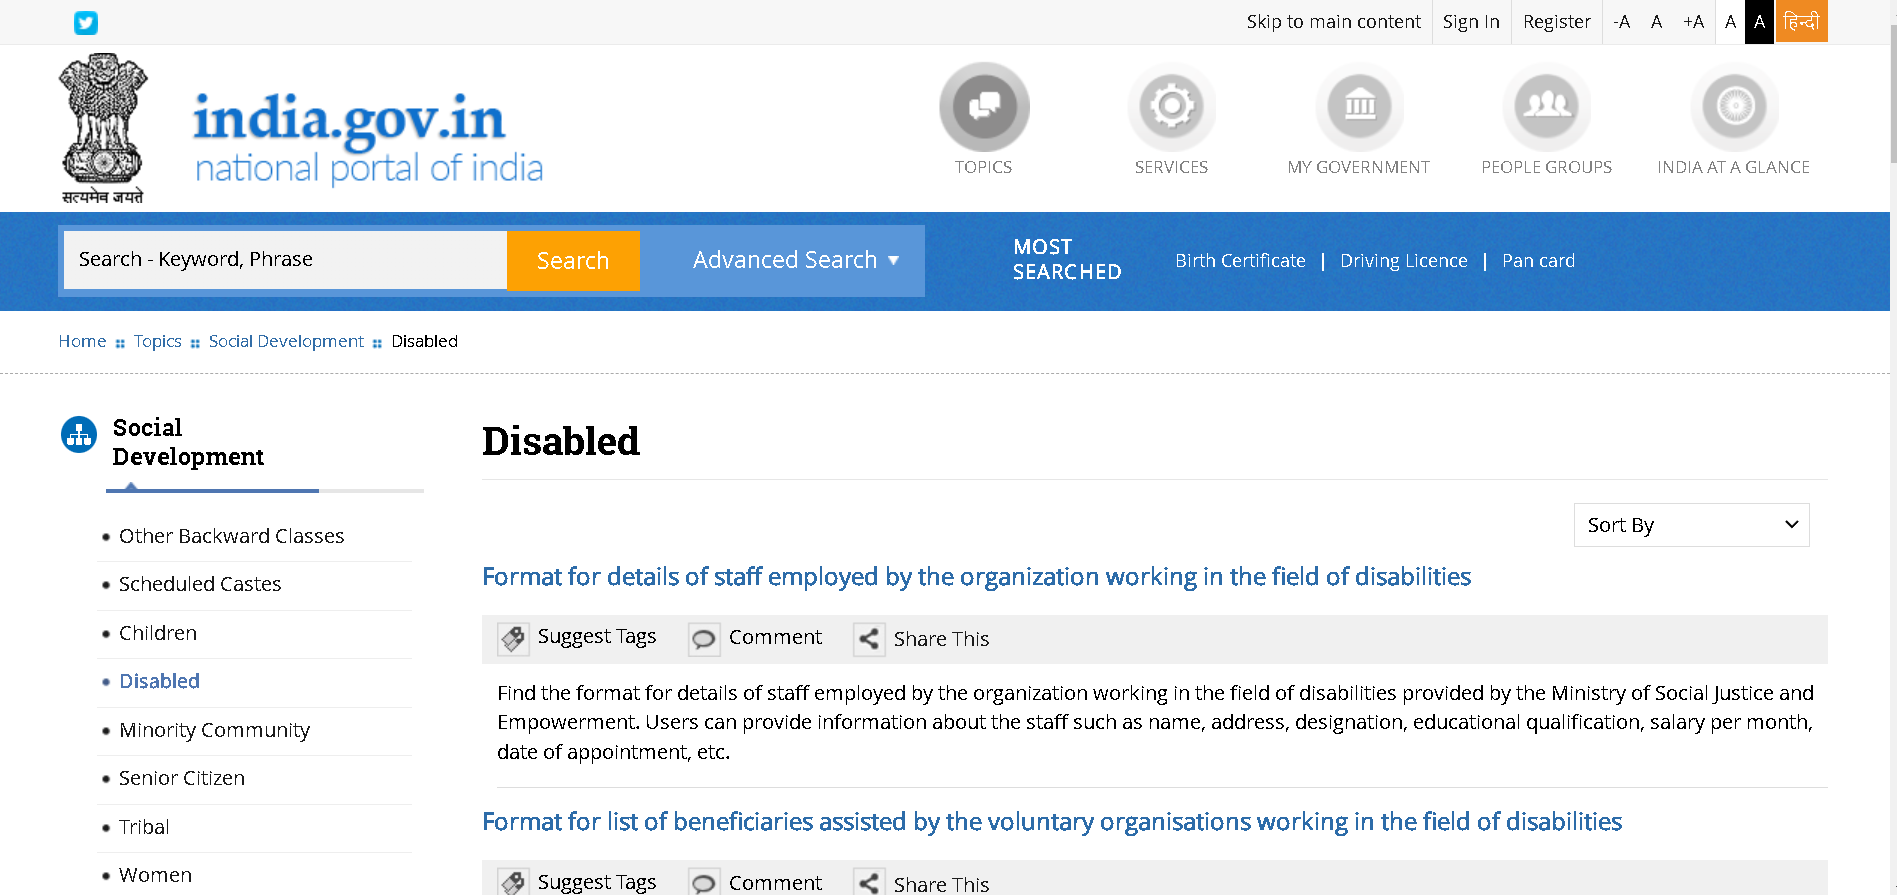 Skip to main content Sign In Register -A A +A A A हिन्दी
सत्यमेव जयते
india.gov.in
national portal of india
TOPICS SERVICES MY GOVERNMENT PEOPLE GROUPS INDIA AT A GLANCE
Search - Keyword, Phrase Search Advanced Search
MOST
SEARCHED
Birth Certificate | Driving Licence | Pan card
Home Topics Social Development Disabled
Social
Development
Other Backward Classes
Scheduled Castes
Children
Disabled
Minority Community
Senior Citizen
Tribal
Women
Disabled
Sort By
Format for details of staff employed by the organization working in the field of disabilities
Suggest Tags Comment Share This
Find the format for details of staff employed by the organization working in the field of disabilities provided by the Ministry of Social Justice and
Empowerment. Users can provide information about the staff such as name, address, designation, educational qualification, salary per month,
date of appointment, etc.
Format for list of beneficiaries assisted by the voluntary organisations working in the field of disabilities
Suggest Tags Comment Share This